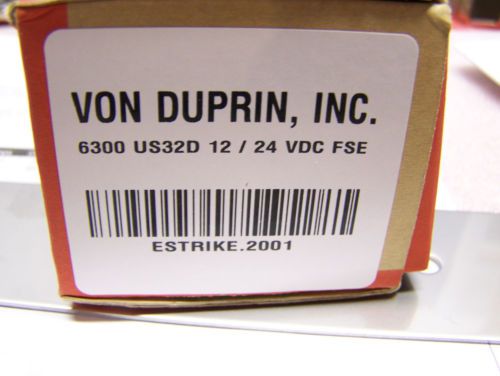 VON DUPRIN, INC.
6300 US32D 12 / 24 VDC FSE
ESTRIKE.2001